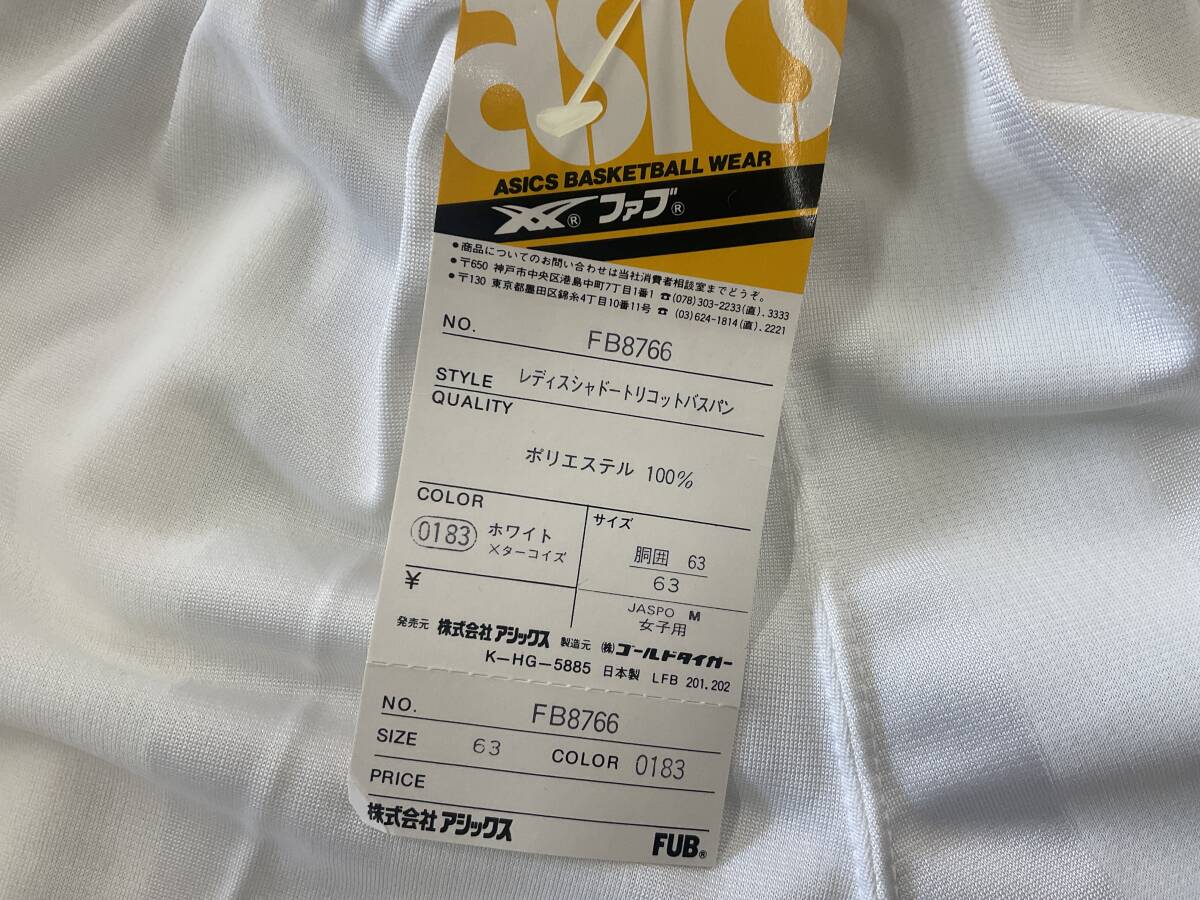 asics
ASICS BASKETBALL WEAR
® ファブ®
●商品についてのお問い合わせは当社消費者相談室までどうぞ。
●〒650 神戸市中央区港島中町7丁目1番1 ☎(078)303-2233(直).3333
●〒130 東京都墨田区錦糸4丁目10番11号 ☎ (03)624-1814(直).2221
NO. FB8766
STYLE レディスシャドートリコットバスパン
QUALITY
ポリエステル 100%
COLOR
0183 ホワイト
×ターコイズ
サイズ
胴囲 63
63
JASPO M
女子用
¥
発売元 株式会社アシックス 製造元 ㈱ゴールドタイガー
K-HG-5885 日本製 LFB 201.202
NO. FB8766
SIZE 63 COLOR 0183
PRICE
株式会社アシックス FUB®